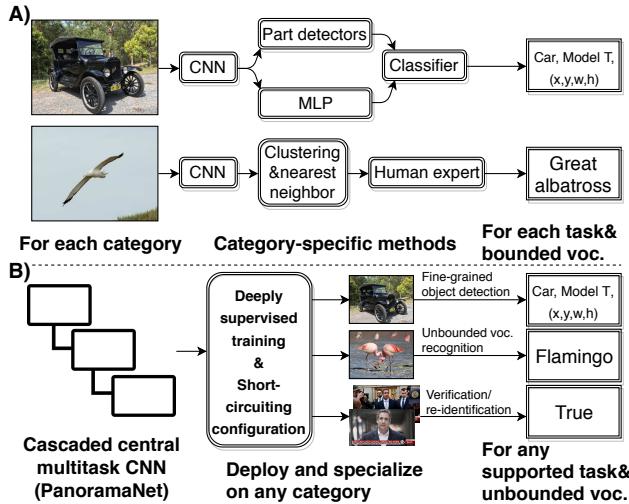 A)
Part detectors
CNN
Classifier
Car, Model T,
(x,y,w,h)
MLP
CNN
Clustering
&nearest
neighbor
Human expert
Great
albatross
For each category
Category-specific methods
For each task&
bounded voc.
B)
Deeply
supervised
training
&
Short-
circuiting
configuration
Fine-grained
object detection
Car, Model T,
(x,y,w,h)
Unbounded voc.
recognition
Flamingo
Verification/
re-identification
True
Cascaded central
multitask CNN
(PanoramaNet)
Deploy and specialize
on any category
For any
supported task&
unbounded voc.